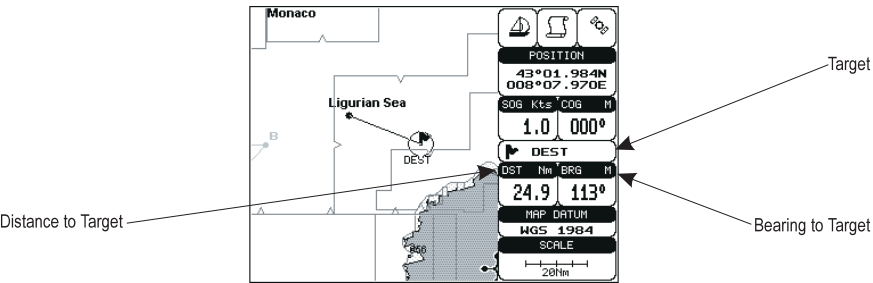 Monaco
Ligurian Sea
B
DEST
B56
POSITION
43°01.984N
008°07.970E
SOG Kts COG M
1.0 000°
DEST
DST Nm BRG M
24.9 113°
MAP DATUM
WGS 1984
SCALE
20Nm
Target
Distance to Target
Bearing to Target